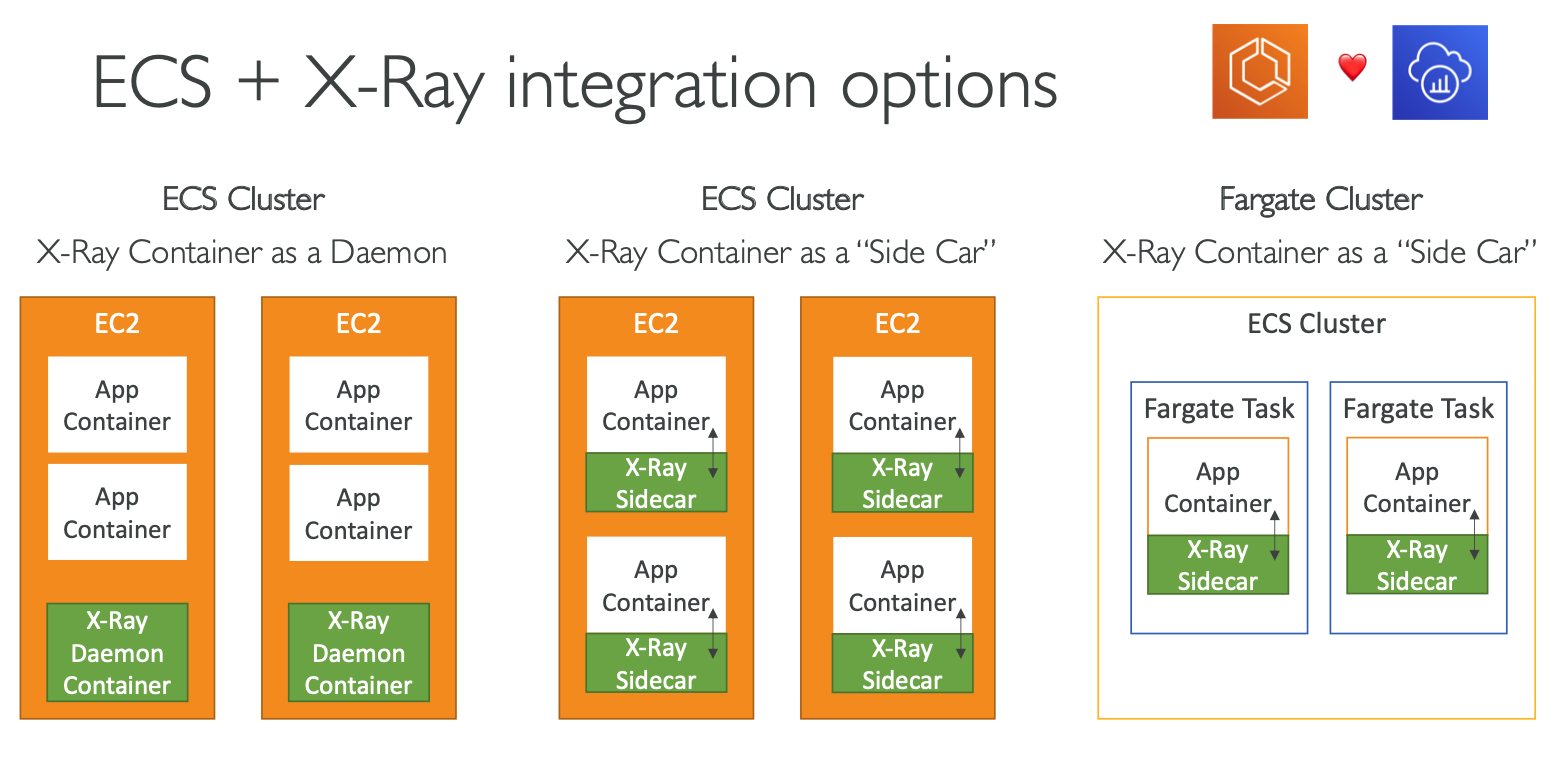 ECS + X-Ray integration options
ECS Cluster
X-Ray Container as a Daemon
EC2
App
Container
App
Container
X-Ray
Daemon
Container
EC2
App
Container
App
Container
X-Ray
Daemon
Container
ECS Cluster
X-Ray Container as a “Side Car”
EC2
App
Container
X-Ray
Sidecar
App
Container
X-Ray
Sidecar
EC2
App
Container
X-Ray
Sidecar
App
Container
X-Ray
Sidecar
Fargate Cluster
X-Ray Container as a “Side Car”
ECS Cluster
Fargate Task
App
Container
X-Ray
Sidecar
Fargate Task
App
Container
X-Ray
Sidecar